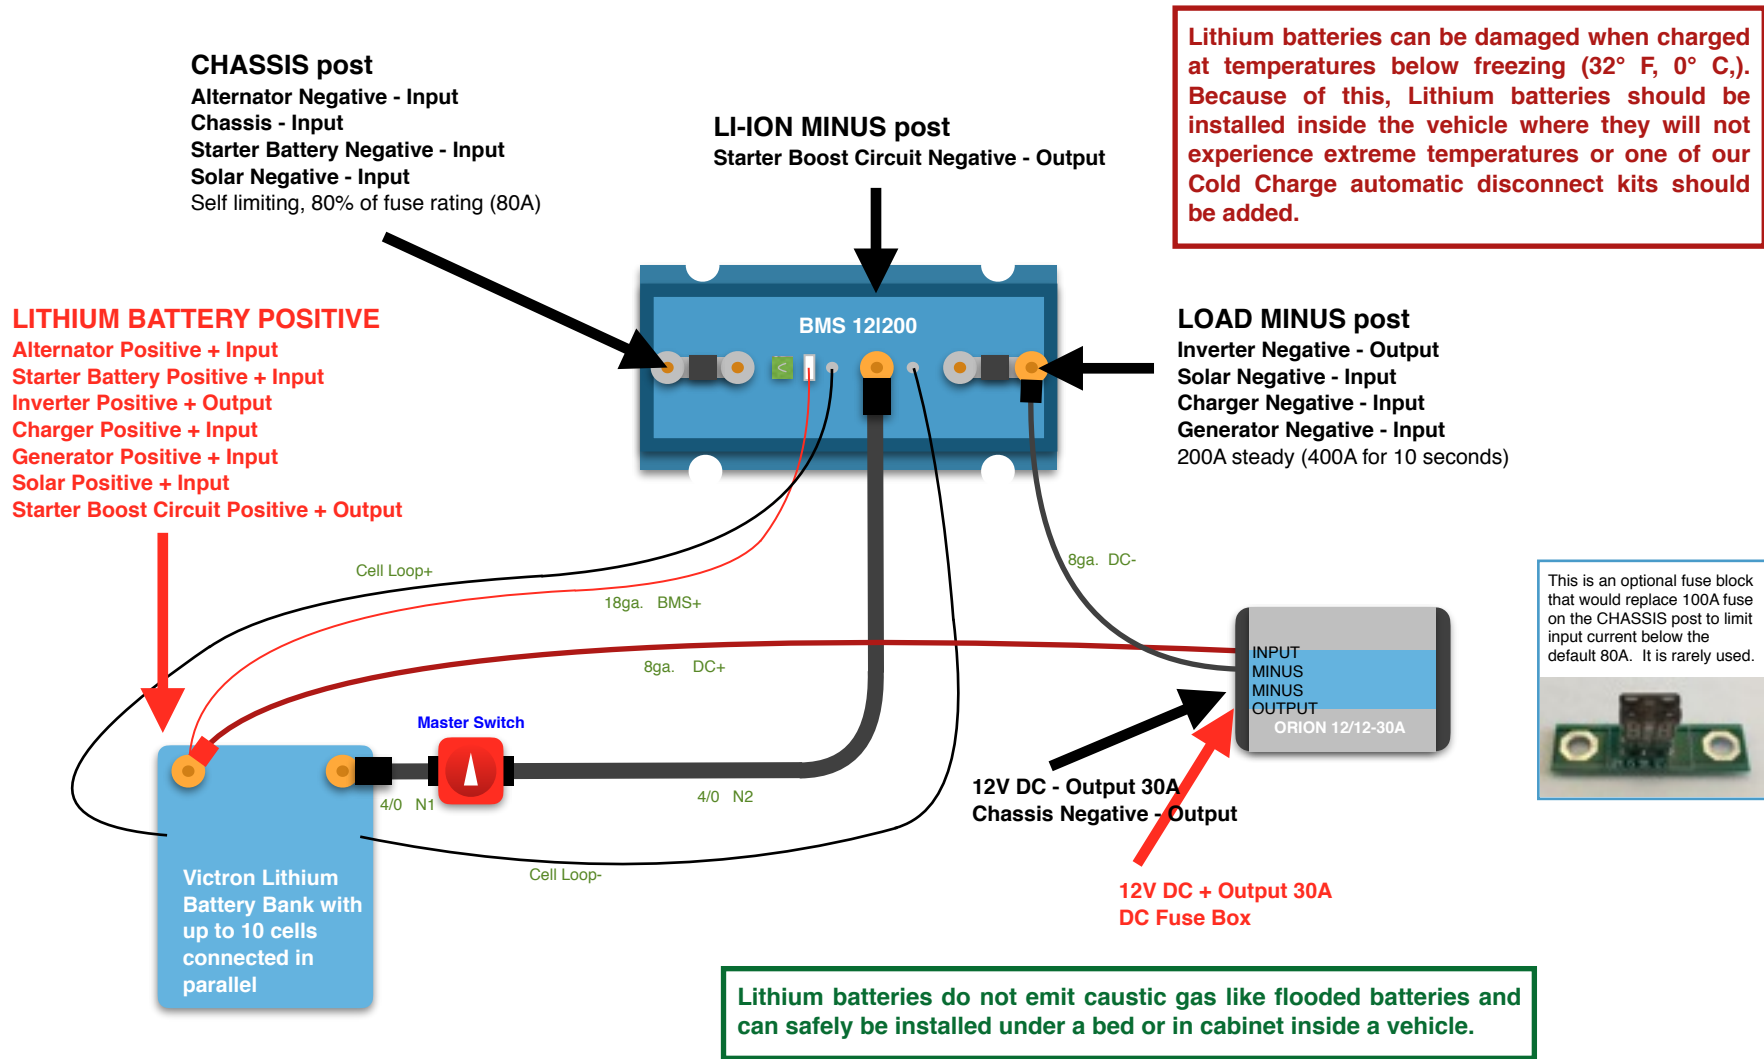 CHASSIS post
Alternator Negative - Input
Chassis - Input
Starter Battery Negative - Input
Solar Negative - Input
Self limiting, 80% of fuse rating (80A)
LI-ION MINUS post
Starter Boost Circuit Negative - Output
Lithium batteries can be damaged when charged
at temperatures below freezing (32° F, 0° C,).
Because of this, Lithium batteries should be
installed inside the vehicle where they will not
experience extreme temperatures or one of our
Cold Charge automatic disconnect kits should
be added.
LITHIUM BATTERY POSITIVE
Alternator Positive + Input
Starter Battery Positive + Input
Inverter Positive + Output
Charger Positive + Input
Generator Positive + Input
Solar Positive + Input
Starter Boost Circuit Positive + Output
BMS 12|200
LOAD MINUS post
Inverter Negative - Output
Solar Negative - Input
Charger Negative - Input
Generator Negative - Input
200A steady (400A for 10 seconds)
Cell Loop+
18ga. BMS+
8ga. DC-
8ga. DC+
This is an optional fuse block
that would replace 100A fuse
on the CHASSIS post to limit
input current below the
default 80A. It is rarely used.
INPUT
MINUS
MINUS
OUTPUT
ORION 12/12-30A
Master Switch
4/0 N1
4/0 N2
12V DC - Output 30A
Chassis Negative - Output
Cell Loop-
Victron Lithium
Battery Bank with
up to 10 cells
connected in
parallel
12V DC + Output 30A
DC Fuse Box
Lithium batteries do not emit caustic gas like flooded batteries and
can safely be installed under a bed or in cabinet inside a vehicle.